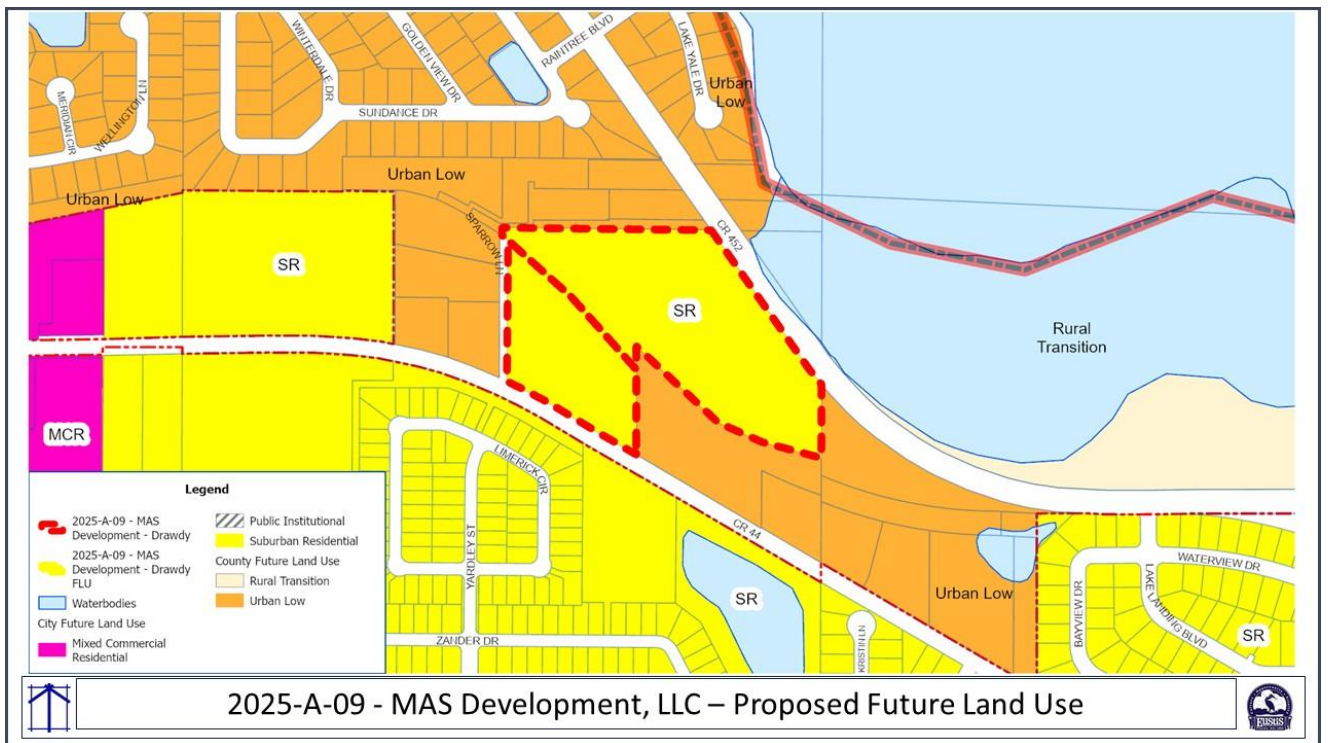 WINTERDALE DR
GOLDEN VIEW DR
RAINTREE BLVD
LAKE YALE DR
MERIDIAN CIR
WELLINGTON LN
SUNDANCE DR
Urban
Low
Urban Low
Urban Low
SPARROW LN
CR 452
SR
SR
Rural
Transition
MCR
LIMERICK CIR
YARDLEY ST
CR 44
ZANDER DR
SR
KRISTIN LN
Urban Low
BAYVIEW DR
WATERVIEW DR
LAKE LANDING BLVD
SR
Legend
2025-A-09 - MAS
Development - Drawdy
2025-A-09 - MAS
Development - Drawdy
FLU
Waterbodies
City Future Land Use
Mixed Commercial
Residential
Public Institutional
Suburban Residential
County Future Land Use
Rural Transition
Urban Low
2025-A-09 - MAS Development, LLC – Proposed Future Land Use
EUSTIS